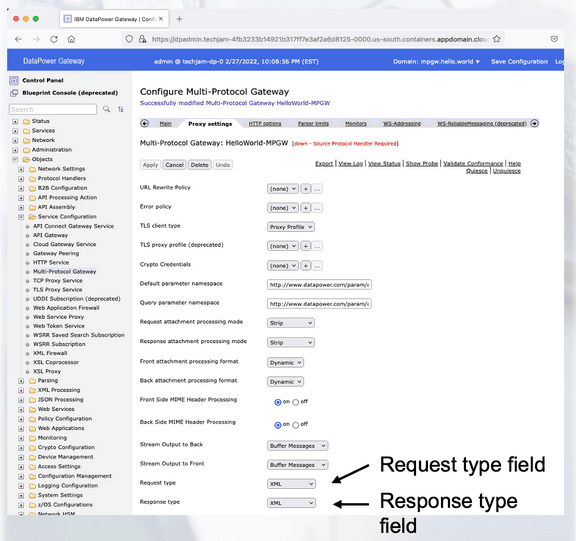 IBM DataPower Gateway | Confi
https://dpadmin.techjam-4fb3233b14921b317ff7e3af2a6d8125-0000.us-south.containers.appdomain.clou
DataPower Gateway
admin @ techjam-dp-0 2/27/2022, 10:08:56 PM (EST)
Domain: mpgw.hello.world
Save Configuration
Log
Control Panel
Blueprint Console (deprecated)
Search
Status
Services
Network
Administration
Objects
Network Settings
Protocol Handlers
B2B Configuration
API Processing Action
API Assembly
Service Configuration
API Connect Gateway Service
API Gateway
Cloud Gateway Service
Gateway Peering
HTTP Service
Multi-Protocol Gateway
TCP Proxy Service
TLS Proxy Service
UDDI Subscription (deprecated)
Web Application Firewall
Web Service Proxy
Web Token Service
WSRR Saved Search Subscription
WSRR Subscription
XML Firewall
XSL Coprocessor
XSL Proxy
Parsing
XML Processing
JSON Processing
Web Services
Policy Configuration
Web Applications
Monitoring
Crypto Configuration
Device Management
Access Settings
Configuration Management
Logging Configuration
System Settings
z/OS Configurations
Network HSM
Configure Multi-Protocol Gateway
Successfully modified Multi-Protocol Gateway HelloWorld-MPGW
Main Proxy settings HTTP options Parser limits Monitors WS-Addressing WS-ReliableMessaging (deprecated)
Multi-Protocol Gateway: HelloWorld-MPGW [down - Source Protocol Handler Required]
Apply Cancel Delete Undo
Export | View Log | View Status | Show Probe | Validate Conformance | Help
Quiesce | Unquiesce
URL Rewrite Policy (none) + ...
Error policy (none) + ...
TLS client type Proxy Profile
TLS proxy profile (deprecated) (none) + ...
Crypto Credentials (none) + ...
Default parameter namespace http://www.datapower.com/param/c
Query parameter namespace http://www.datapower.com/param/c
Request attachment processing mode Strip
Response attachment processing mode Strip
Front attachment processing format Dynamic
Back attachment processing format Dynamic
Front Side MIME Header Processing on off
Back Side MIME Header Processing on off
Stream Output to Back Buffer Messages
Stream Output to Front Buffer Messages
Request type XML
Response type XML
Request type field
Response type
field